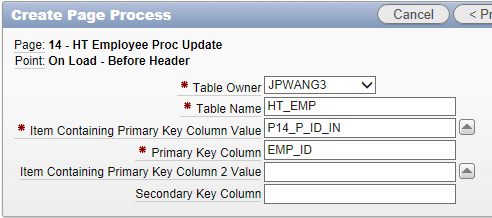 Create Page Process
Cancel
< P
Page: 14 - HT Employee Proc Update
Point: On Load - Before Header
* Table Owner JPWANG3
* Table Name HT_EMP
* Item Containing Primary Key Column Value P14_P_ID_IN
* Primary Key Column EMP_ID
Item Containing Primary Key Column 2 Value
Secondary Key Column